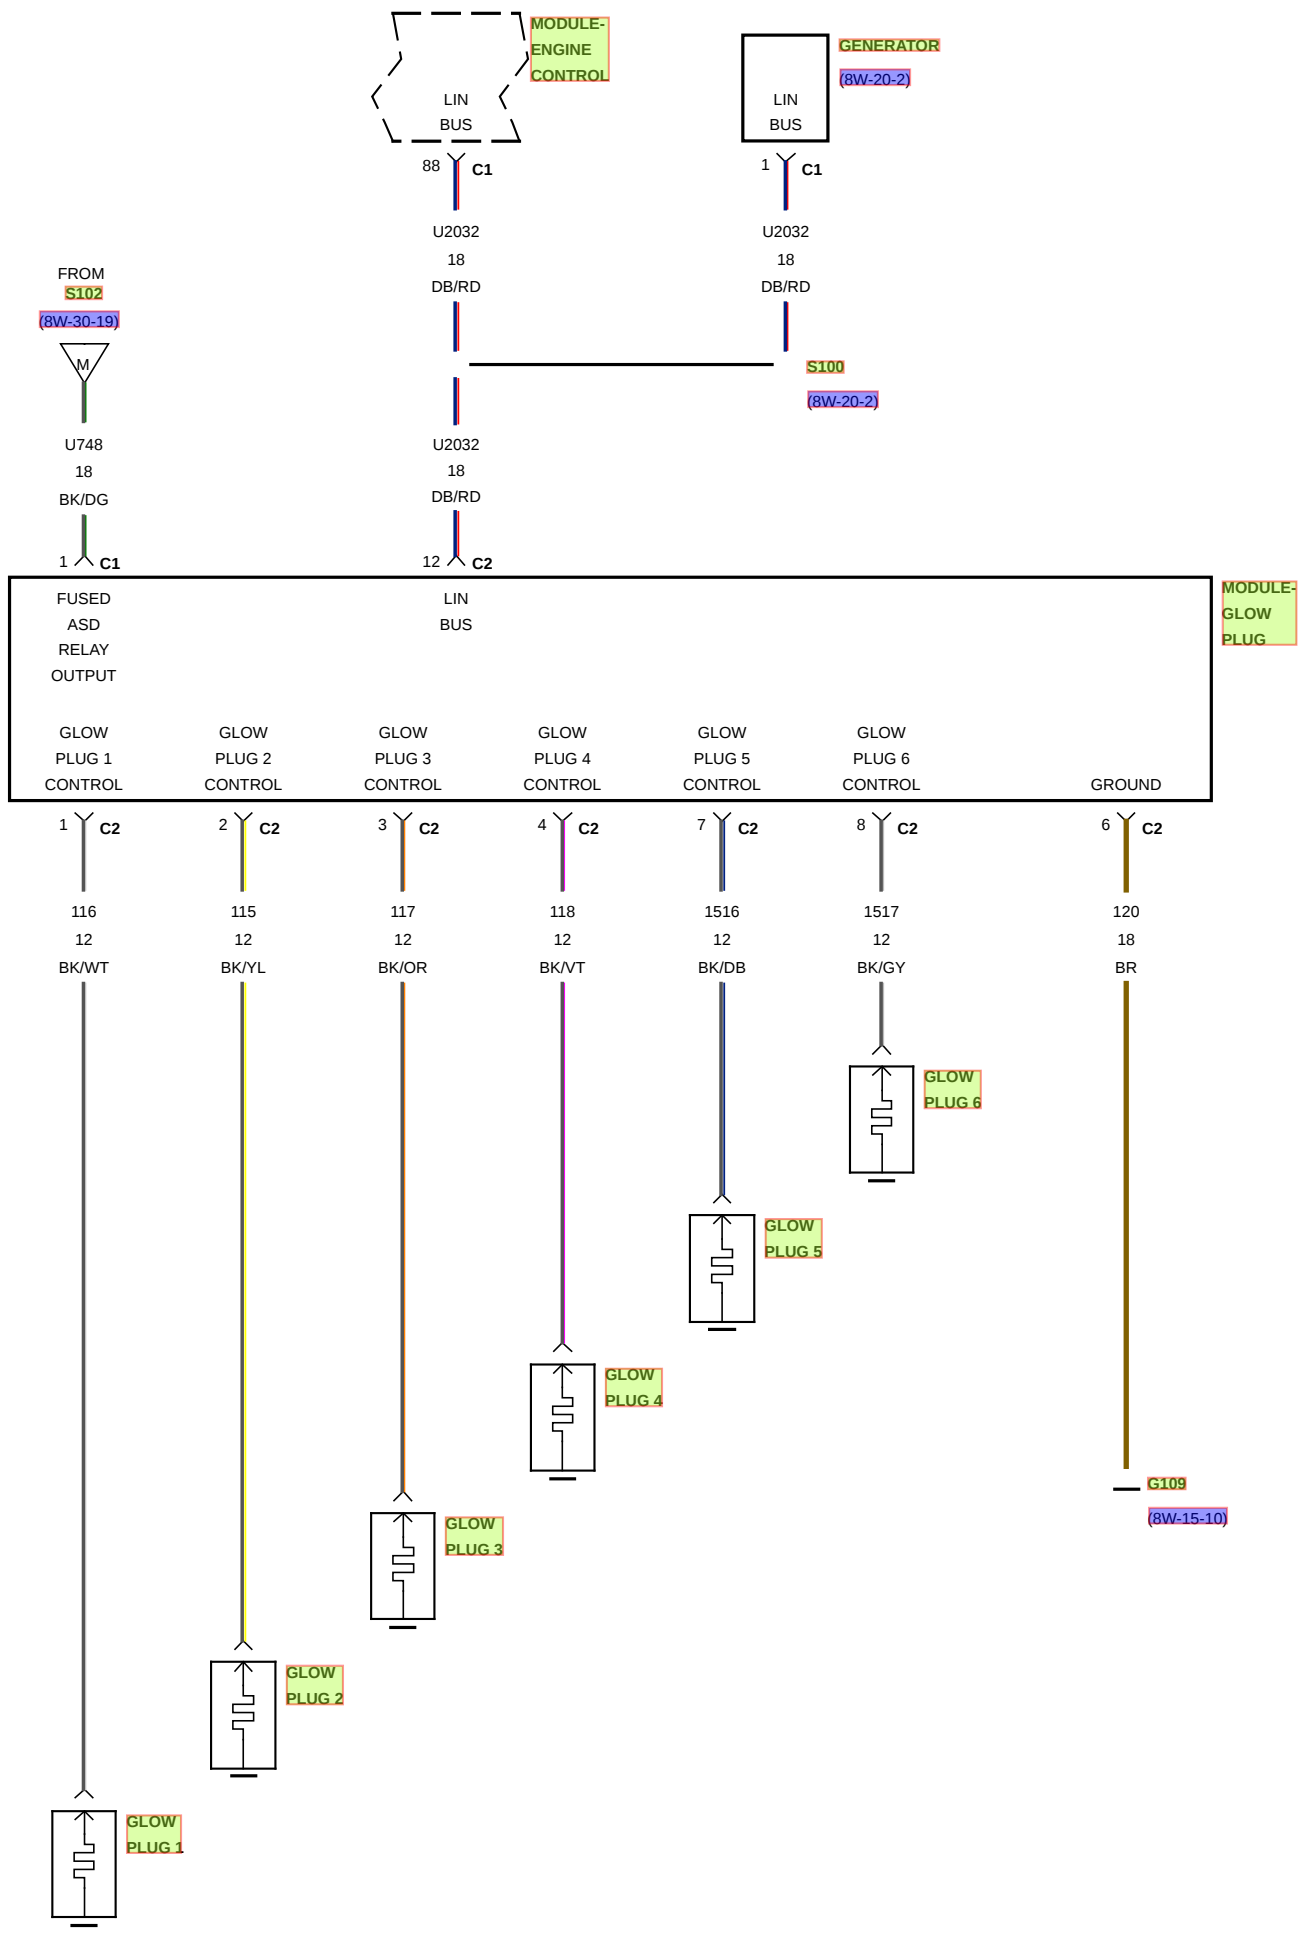 MODULE-
ENGINE
CONTROL
GENERATOR
(8W-20-2)
LIN
BUS
LIN
BUS
88 C1
1 C1
U2032
18
DB/RD
U2032
18
DB/RD
FROM
S102
(8W-30-19)
M
S100
(8W-20-2)
U748
18
BK/DG
U2032
18
DB/RD
1 C1
12 C2
FUSED
ASD
RELAY
OUTPUT
LIN
BUS
MODULE-
GLOW
PLUG
GLOW
PLUG 1
CONTROL
GLOW
PLUG 2
CONTROL
GLOW
PLUG 3
CONTROL
GLOW
PLUG 4
CONTROL
GLOW
PLUG 5
CONTROL
GLOW
PLUG 6
CONTROL
GROUND
1 C2
2 C2
3 C2
4 C2
7 C2
8 C2
6 C2
116
12
BK/WT
115
12
BK/YL
117
12
BK/OR
118
12
BK/VT
1516
12
BK/DB
1517
12
BK/GY
120
18
BR
GLOW
PLUG 6
GLOW
PLUG 5
GLOW
PLUG 4
G109
(8W-15-10)
GLOW
PLUG 3
GLOW
PLUG 2
GLOW
PLUG 1